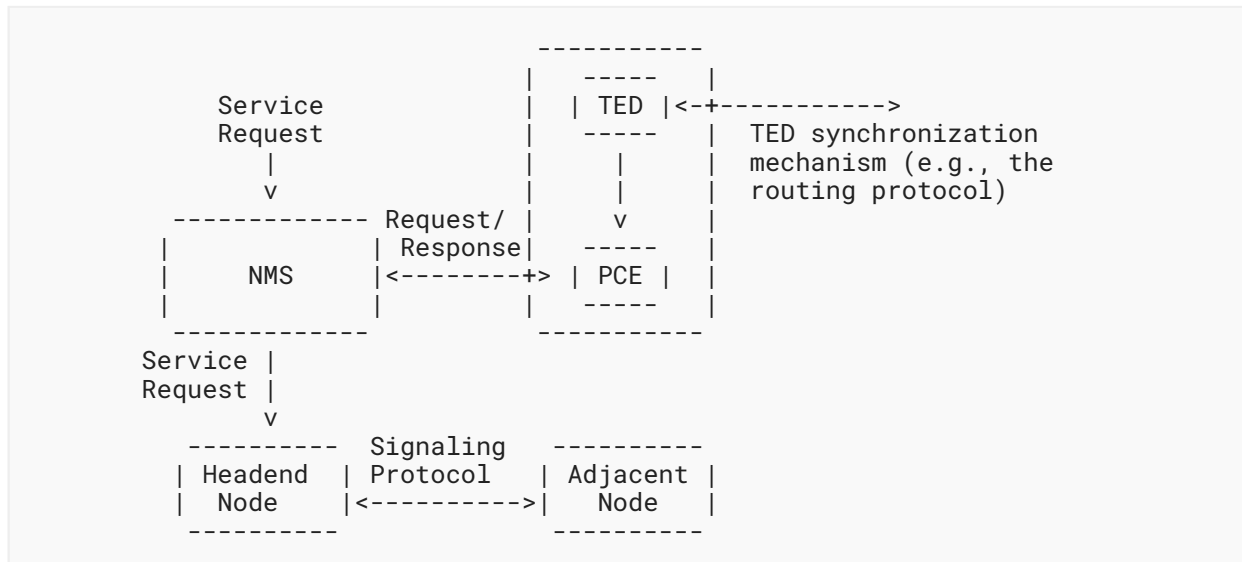 -----------
                               |   -----   |
          Service              |  | TED |<-+----------->
          Request              |   -----   |  TED synchronization
             |                 |     |     |  mechanism (e.g., the
             v                 |     |     |  routing protocol)
       ------------- Request/  |     v     |
      |             | Response |   -----   |
      |     NMS     |<--------+> | PCE |   |
      |             |          |   -----   |
       -------------            -----------
    Service |
    Request |
            v
        ----------  Signaling   ----------
       | Headend  | Protocol   | Adjacent |
       |  Node    |<---------->|   Node   |
        ----------              ----------